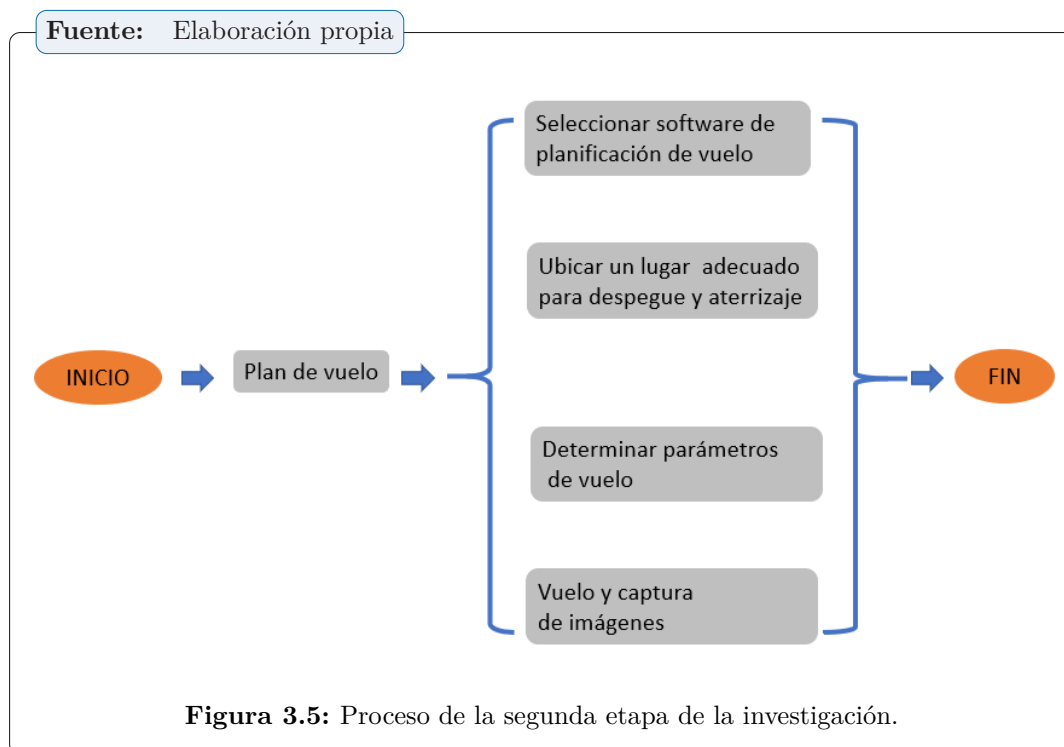 Fuente: Elaboración propia
INICIO
Plan de vuelo
Seleccionar software de
planificación de vuelo
Ubicar un lugar adecuado
para despegue y aterrizaje
Determinar parámetros
de vuelo
Vuelo y captura
de imágenes
FIN
Figura 3.5: Proceso de la segunda etapa de la investigación.